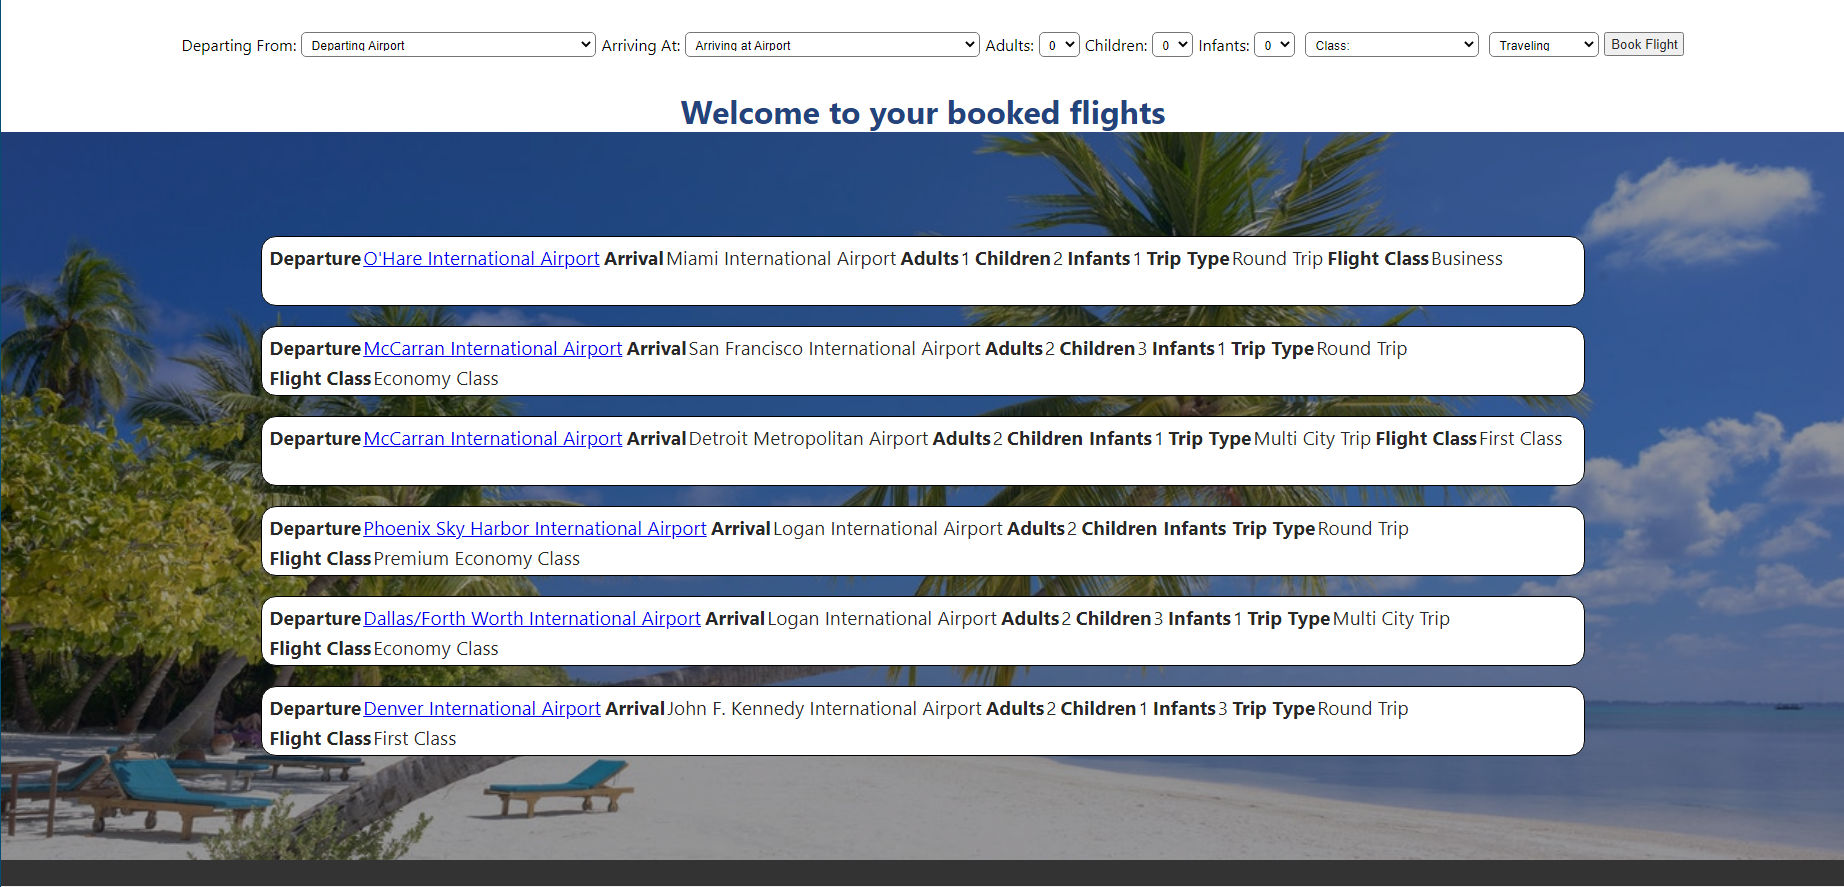 Departing From: Departing Airport Arriving At: Arriving at Airport Adults: 0 Children: 0 Infants: 0 Class: Traveling Book Flight
Welcome to your booked flights
Departure O'Hare International Airport Arrival Miami International Airport Adults 1 Children 2 Infants 1 Trip Type Round Trip Flight Class Business
Departure McCarran International Airport Arrival San Francisco International Airport Adults 2 Children 3 Infants 1 Trip Type Round Trip
Flight Class Economy Class
Departure McCarran International Airport Arrival Detroit Metropolitan Airport Adults 2 Children Infants 1 Trip Type Multi City Trip Flight Class First Class
Departure Phoenix Sky Harbor International Airport Arrival Logan International Airport Adults 2 Children Infants Trip Type Round Trip
Flight Class Premium Economy Class
Departure Dallas/Forth Worth International Airport Arrival Logan International Airport Adults 2 Children 3 Infants 1 Trip Type Multi City Trip
Flight Class Economy Class
Departure Denver International Airport Arrival John F. Kennedy International Airport Adults 2 Children 1 Infants 3 Trip Type Round Trip
Flight Class First Class